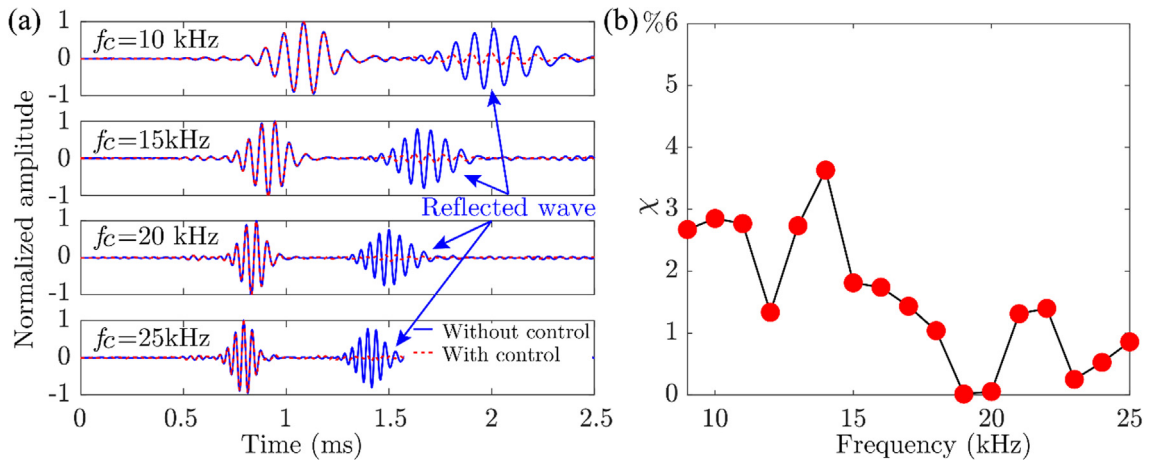 (a)
Normalized amplitude
1
0
-1
fc=10 kHz
1
0
-1
fc=15kHz
Reflected wave
1
0
-1
fc=20 kHz
1
0
-1
fc=25kHz
Without control
With control
0 0.5 1 1.5 2 2.5
Time (ms)
(b)
%6
5
4
3
2
1
0
χ
10 15 20 25
Frequency (kHz)